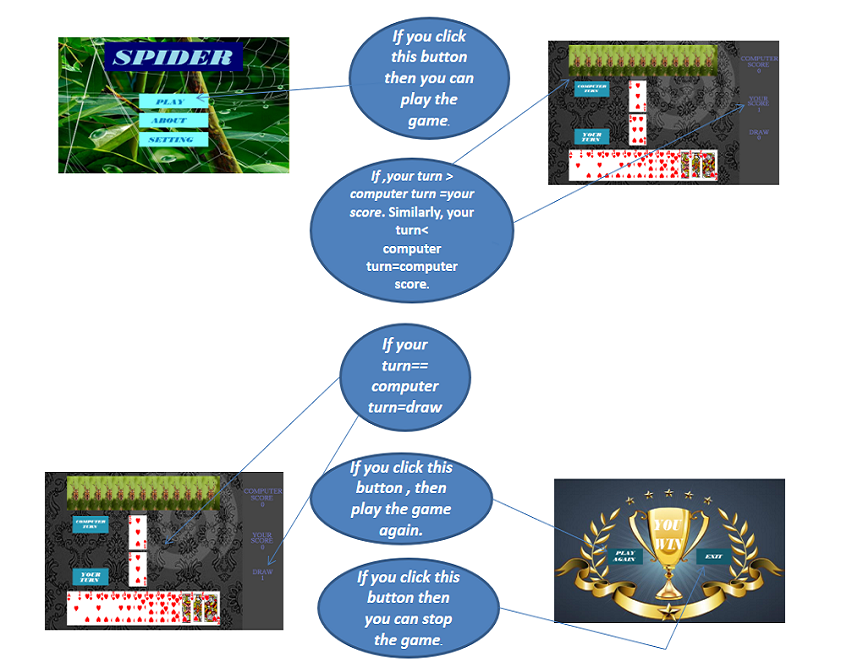 SPIDER
PLAY
ABOUT
SETTING
If you click
this button
then you can
play the
game.
COMPUTER
SCORE
0
COMPUTER
TURN
YOUR
SCORE
1
YOUR
TURN
DRAW
0
If ,your turn >
computer turn =your
score. Similarly, your
turn<
computer
turn=computer
score.
If your
turn==
computer
turn=draw
COMPUTER
SCORE
0
COMPUTER
TURN
YOUR
SCORE
0
YOUR
TURN
DRAW
1
If you click this
button , then
play the game
again.
YOU
WIN
PLAY
AGAIN
EXIT
If you click this
button then
you can stop
the game.